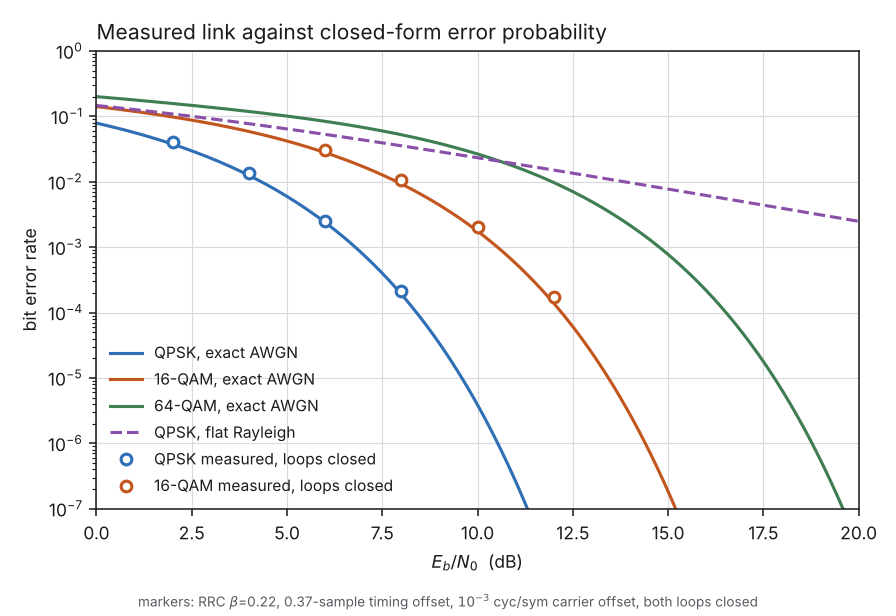 Measured link against closed-form error probability
10⁰
10⁻¹
10⁻²
10⁻³
10⁻⁴
10⁻⁵
10⁻⁶
10⁻⁷
bit error rate
QPSK, exact AWGN
16-QAM, exact AWGN
64-QAM, exact AWGN
QPSK, flat Rayleigh
QPSK measured, loops closed
16-QAM measured, loops closed
0.0 2.5 5.0 7.5 10.0 12.5 15.0 17.5 20.0
E_b/N_0 (dB)
markers: RRC β=0.22, 0.37-sample timing offset, 10⁻³ cyc/sym carrier offset, both loops closed